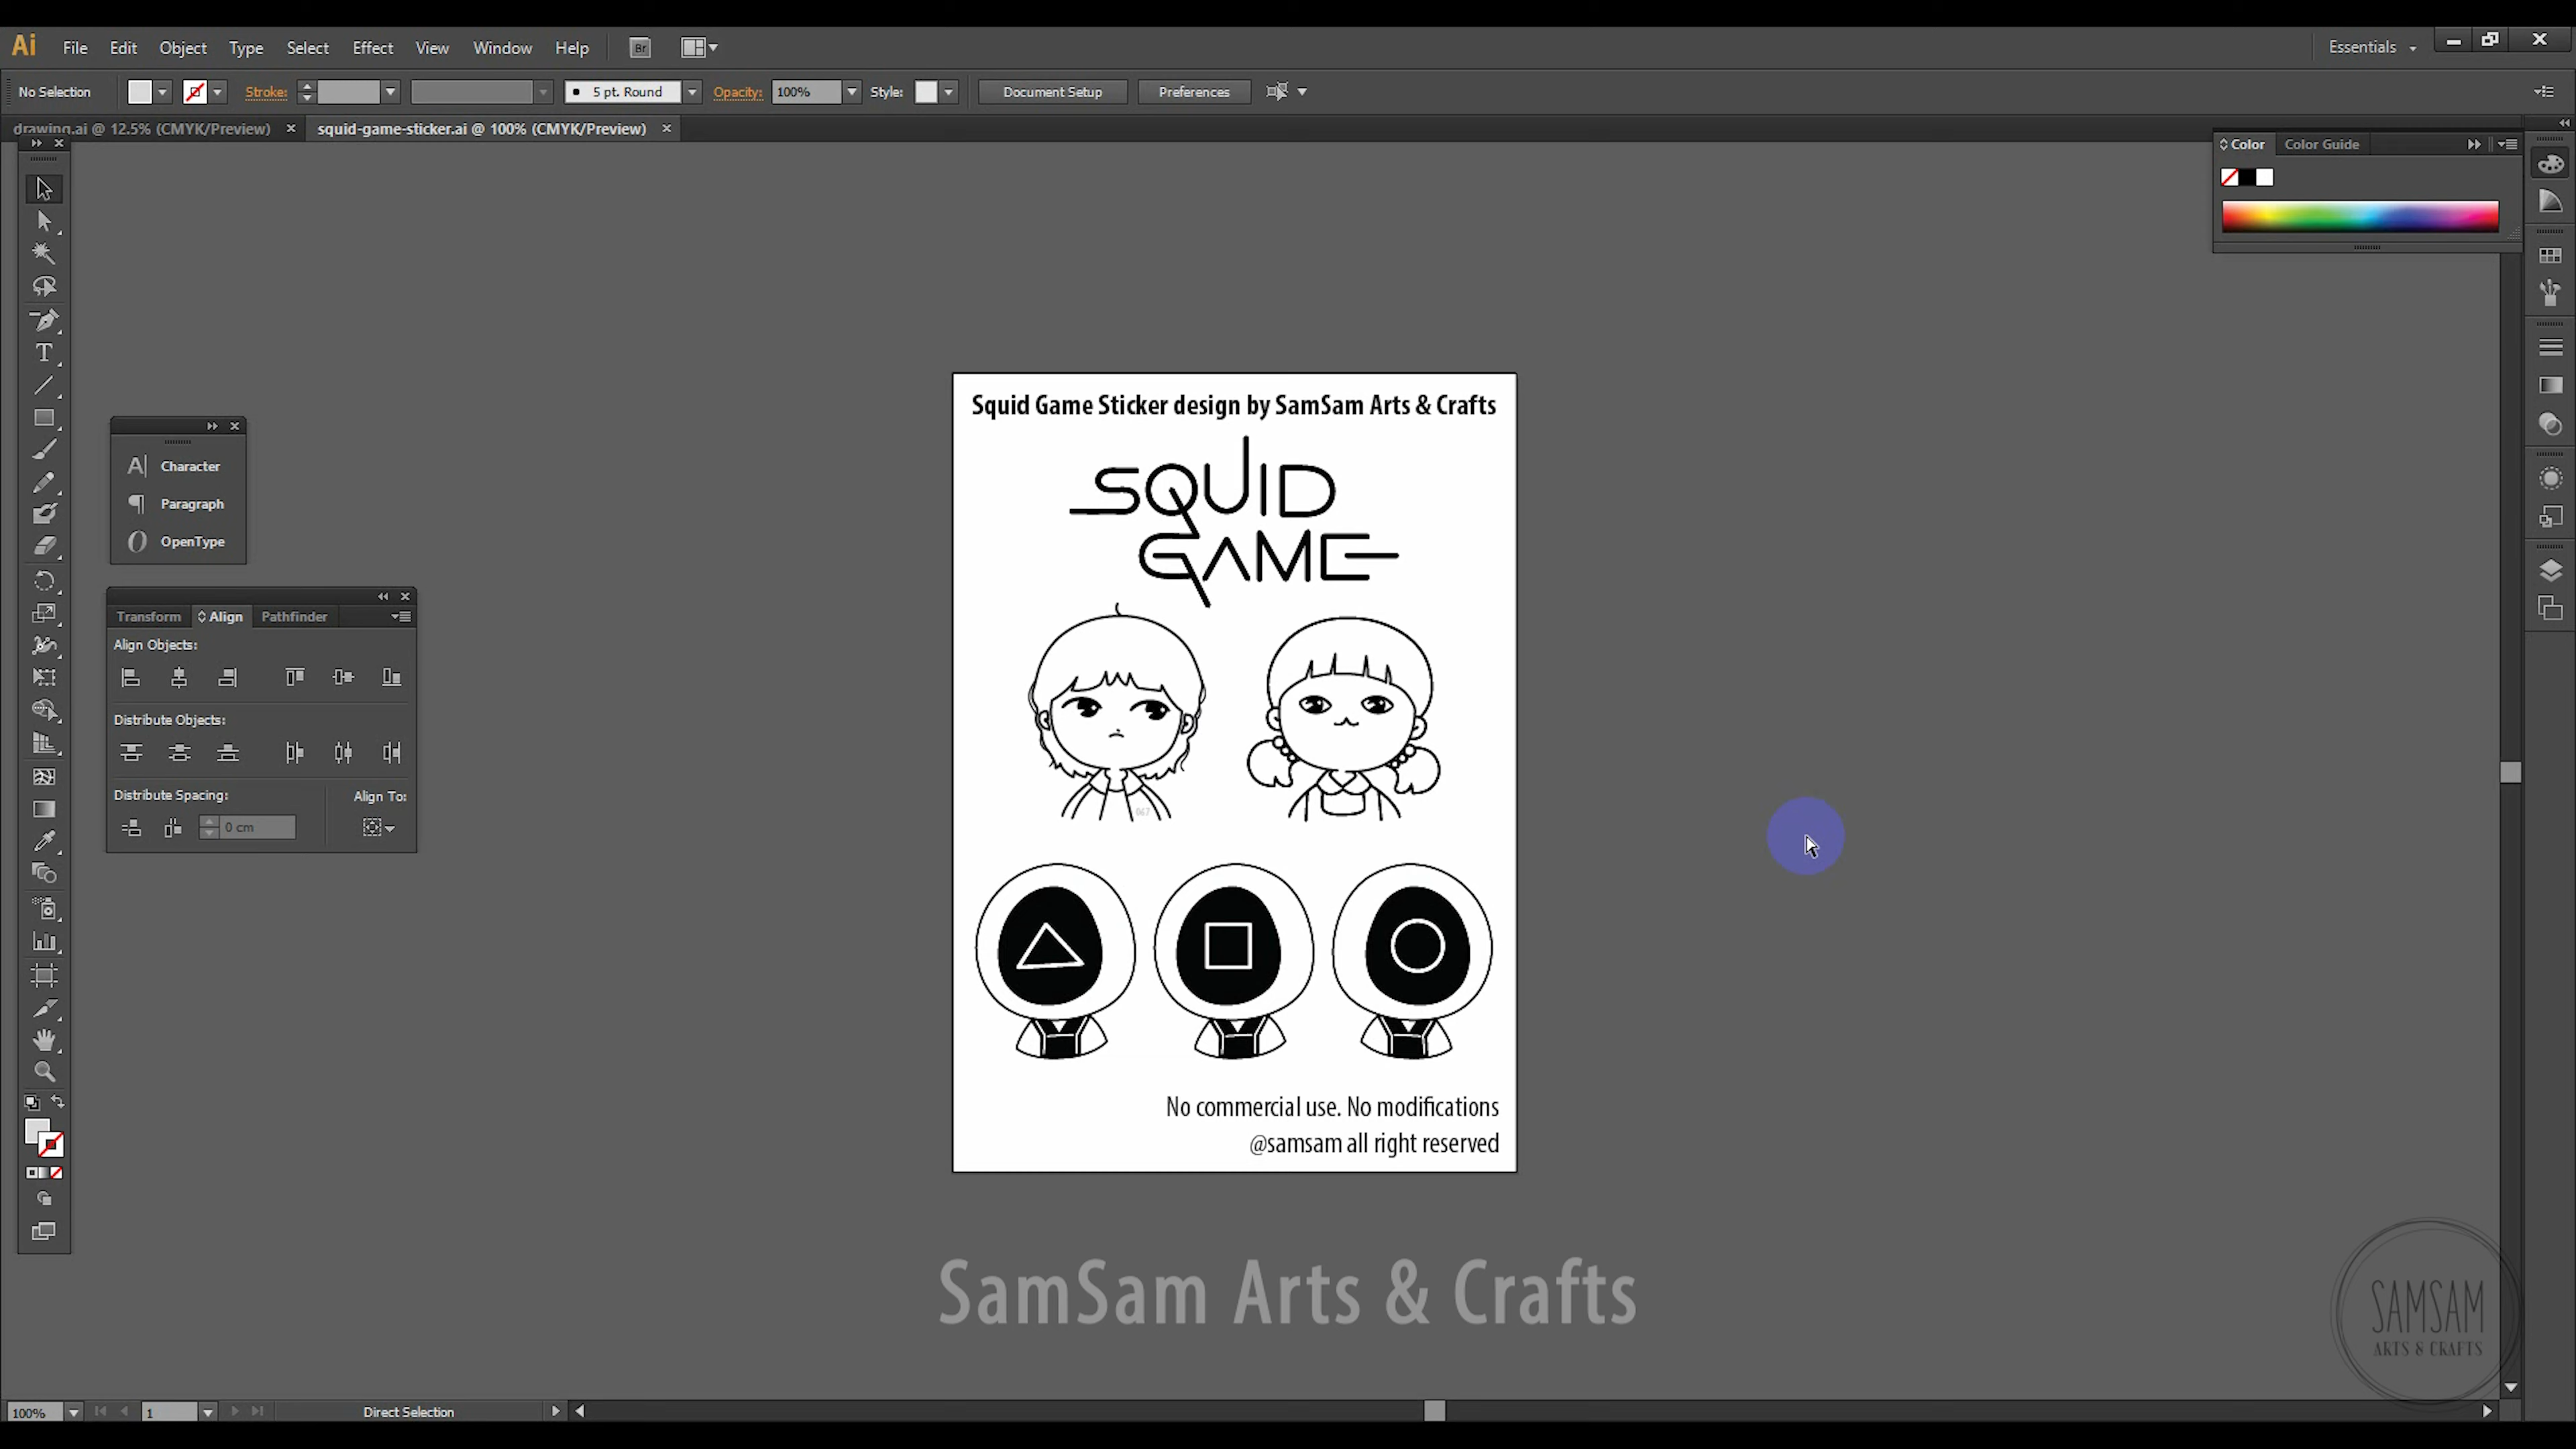 Ai File Edit Object Type Select Effect View Window Help Br Essentials
No Selection Stroke: 5 pt. Round Opacity: 100% Style: Document Setup Preferences
drawing.ai @ 12.5% (CMYK/Preview) squid-game-sticker.ai @ 100% (CMYK/Preview)
Color Color Guide
Character
Paragraph
OpenType
Transform Align Pathfinder
Align Objects:
Distribute Objects:
Distribute Spacing: Align To:
0 cm
Squid Game Sticker design by SamSam Arts & Crafts
SQUID
GAME
067
No commercial use. No modifications
@samsam all right reserved
SamSam Arts & Crafts
SAMSAM
ARTS & CRAFTS
100% 1 Direct Selection